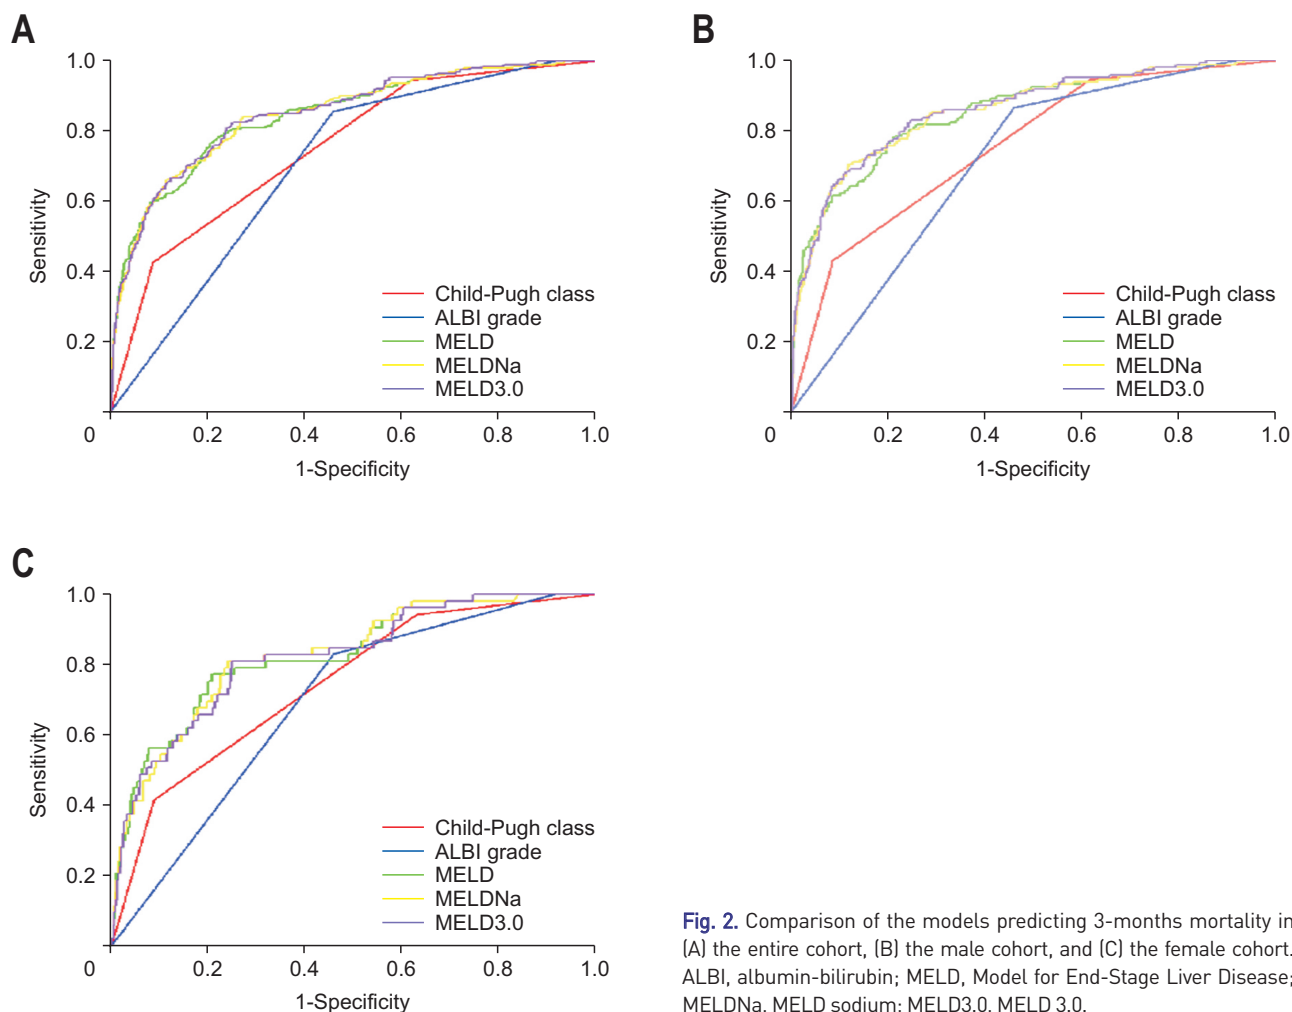 A
1.0
0.8
0.6
0.4
0.2
0
0.2
0.4
0.6
0.8
1.0
Sensitivity
1-Specificity
Child-Pugh class
ALBI grade
MELD
MELDNa
MELD3.0
B
1.0
0.8
0.6
0.4
0.2
0
0.2
0.4
0.6
0.8
1.0
Sensitivity
1-Specificity
Child-Pugh class
ALBI grade
MELD
MELDNa
MELD3.0
C
1.0
0.8
0.6
0.4
0.2
0
0.2
0.4
0.6
0.8
1.0
Sensitivity
1-Specificity
Child-Pugh class
ALBI grade
MELD
MELDNa
MELD3.0
Fig. 2. Comparison of the models predicting 3-months mortality in
(A) the entire cohort, (B) the male cohort, and (C) the female cohort.
ALBI, albumin-bilirubin; MELD, Model for End-Stage Liver Disease;
MELDNa, MELD sodium; MELD3.0, MELD 3.0.